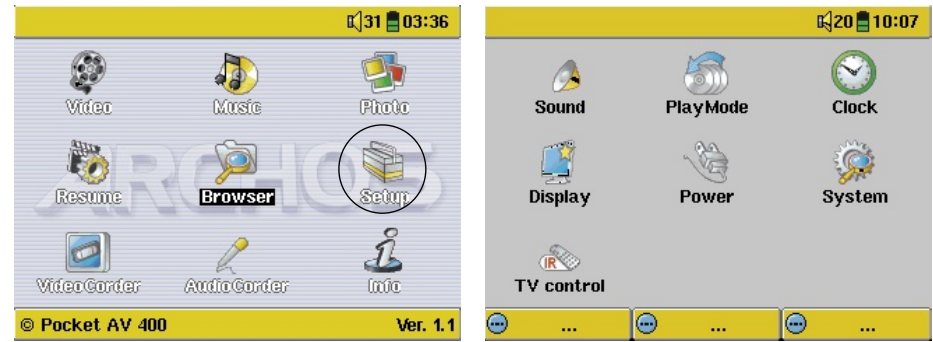 31 03:36
Video Music Photo
ARCHOS
Resume Browser Setup
VideoCorder AudioCorder Info
© Pocket AV 400 Ver. 1.1
20 10:07
Sound PlayMode Clock
Display Power System
IR
TV control
... ... ...